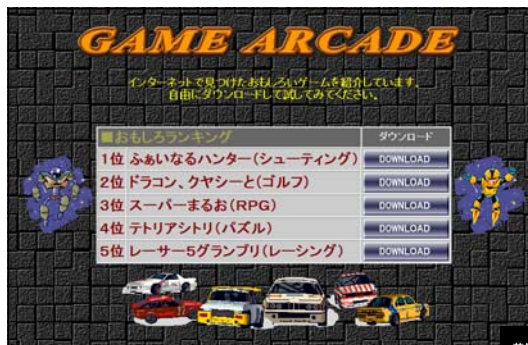 GAME ARCADE
インターネットで見つけたおもしろいゲームを紹介しています。
自由にダウンロードして試してみてください。
■おもしろランキング ダウンロード
1位 ふぁいなるハンター(シューティング) DOWNLOAD
2位 ドラコン、クヤシーと(ゴルフ) DOWNLOAD
3位 スーパーまるお(RPG) DOWNLOAD
4位 テトリアシトリ(パズル) DOWNLOAD
5位 レーサー5グランプリ(レーシング) DOWNLOAD